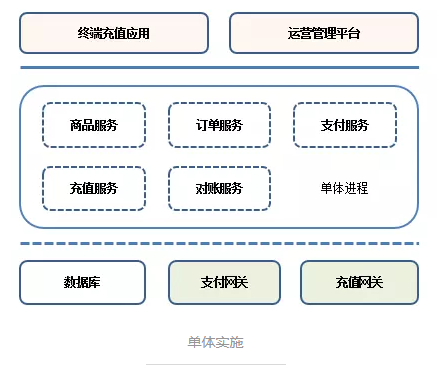 终端充值应用
运营管理平台
商品服务
订单服务
支付服务
充值服务
对账服务
单体进程
数据库
支付网关
充值网关
单体实施